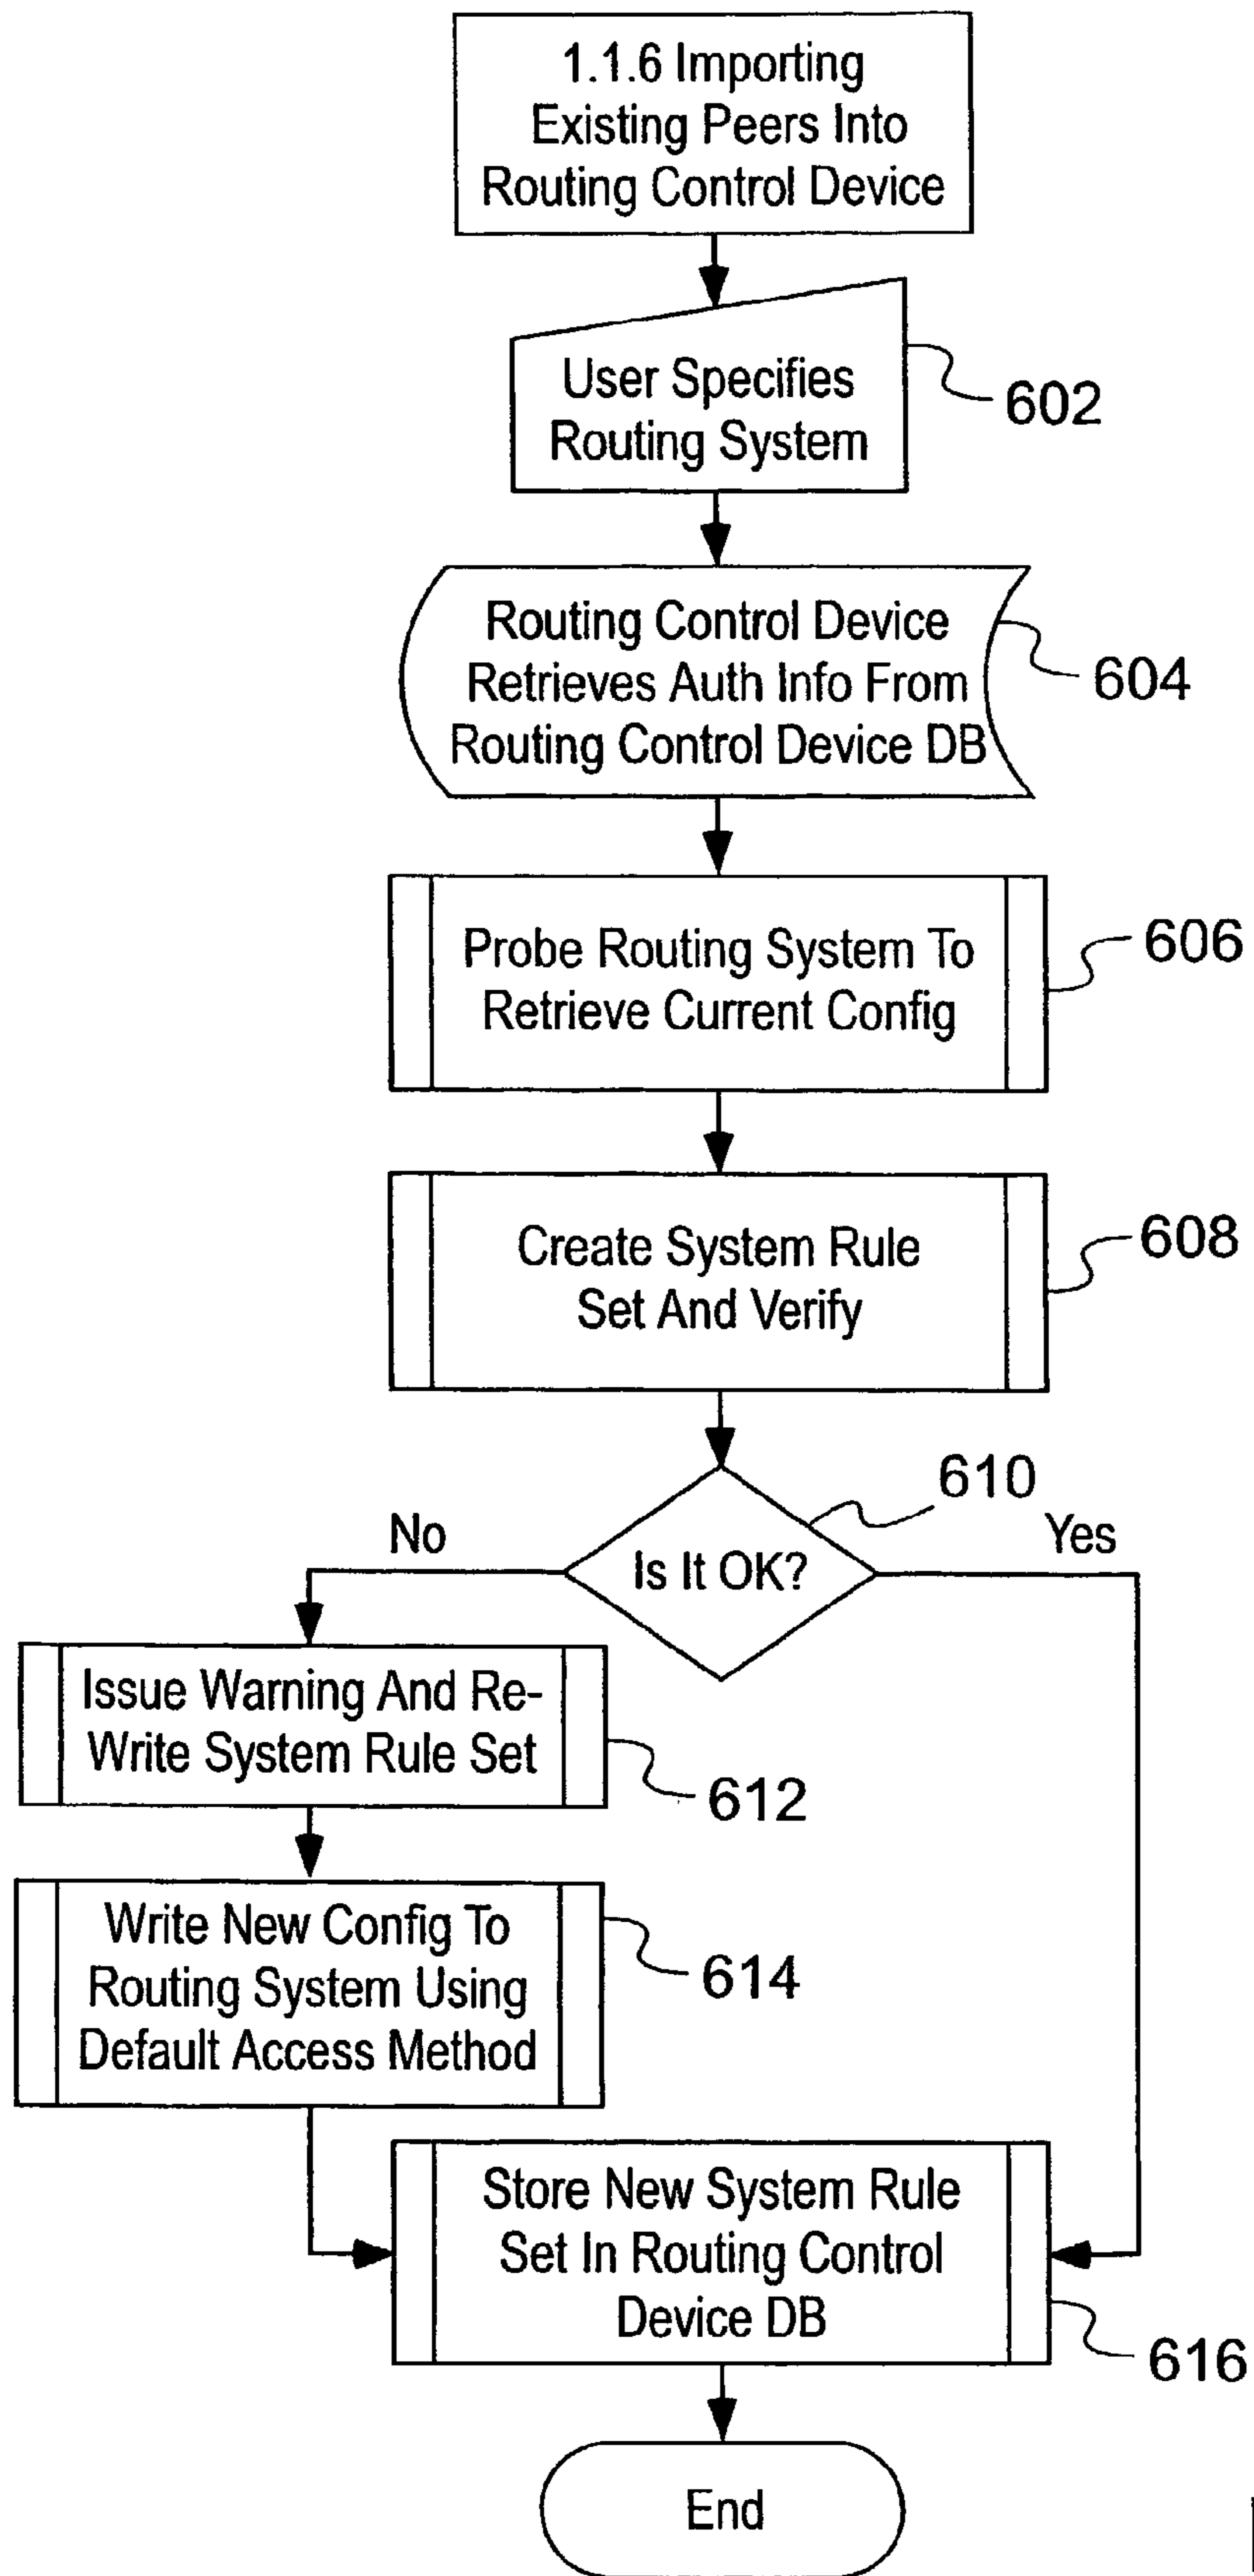 1.1.6 Importing
Existing Peers Into
Routing Control Device
User Specifies
Routing System
602
Routing Control Device
Retrieves Auth Info From
Routing Control Device DB
604
Probe Routing System To
Retrieve Current Config
606
Create System Rule
Set And Verify
608
610
No
Is It OK?
Yes
Issue Warning And Re-
Write System Rule Set
612
Write New Config To
Routing System Using
Default Access Method
614
Store New System Rule
Set In Routing Control
Device DB
616
End